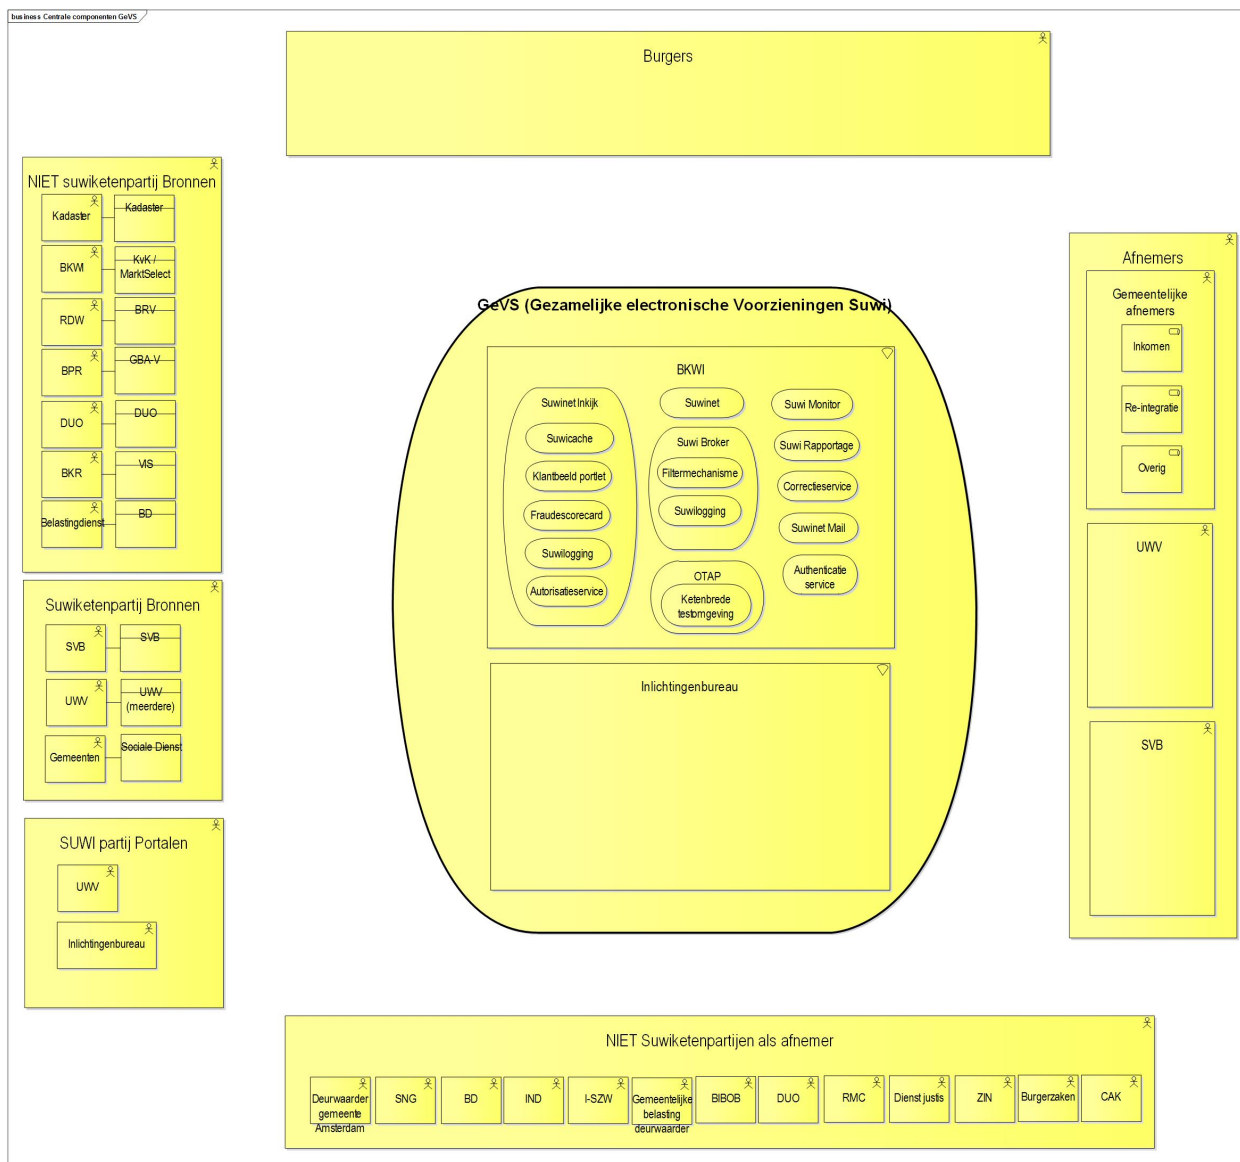 business Centrale componenten GeVS
Burgers
NIET suwiketenpartij Bronnen
Kadaster
Kadaster
BKWI
KvK /
MarktSelect
RDW
BRV
BPR
GBA-V
DUO
DUO
BKR
VIS
Belastingdienst
BD
Suwiketenpartij Bronnen
SVB
SVB
UWV
UWV
(meerdere)
Gemeenten
Sociale Dienst
SUWI partij Portalen
UWV
Inlichtingenbureau
GeVS (Gezamelijke electronische Voorzieningen Suwi)
BKWI
Suwinet Inkijk
Suwicache
Klantbeeld portlet
Fraudescorecard
Suwilogging
Autorisatieservice
Suwinet
Suwi Broker
Filtermechanisme
Suwilogging
OTAP
Ketenbrede
testomgeving
Suwi Monitor
Suwi Rapportage
Correctieservice
Suwinet Mail
Authenticatie
service
Inlichtingenbureau
Afnemers
Gemeentelijke
afnemers
Inkomen
Re-integratie
Overig
UWV
SVB
NIET Suwiketenpartijen als afnemer
Deurwaarder
gemeente
Amsterdam
SNG
BD
IND
I-SZW
Gemeentelijke
belasting
deurwaarder
BIBOB
DUO
RMC
Dienst justis
ZIN
Burgerzaken
CAK